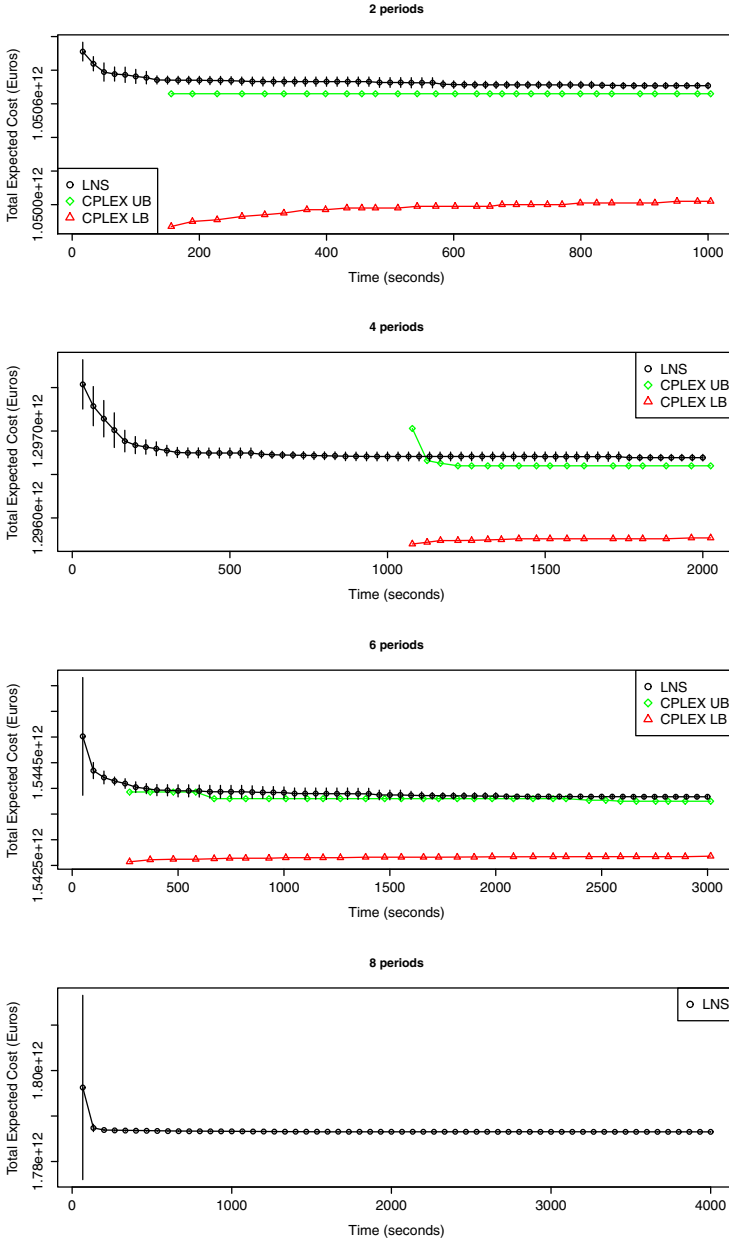 2 periods
Total Expected Cost (Euros)
1.0506e+12
1.0500e+12
LNS
CPLEX UB
CPLEX LB
0
200
400
600
800
1000
Time (seconds)
4 periods
Total Expected Cost (Euros)
1.2970e+12
1.2960e+12
LNS
CPLEX UB
CPLEX LB
0
500
1000
1500
2000
Time (seconds)
6 periods
Total Expected Cost (Euros)
1.5445e+12
1.5425e+12
LNS
CPLEX UB
CPLEX LB
0
500
1000
1500
2000
2500
3000
Time (seconds)
8 periods
Total Expected Cost (Euros)
1.80e+12
1.78e+12
LNS
0
1000
2000
3000
4000
Time (seconds)